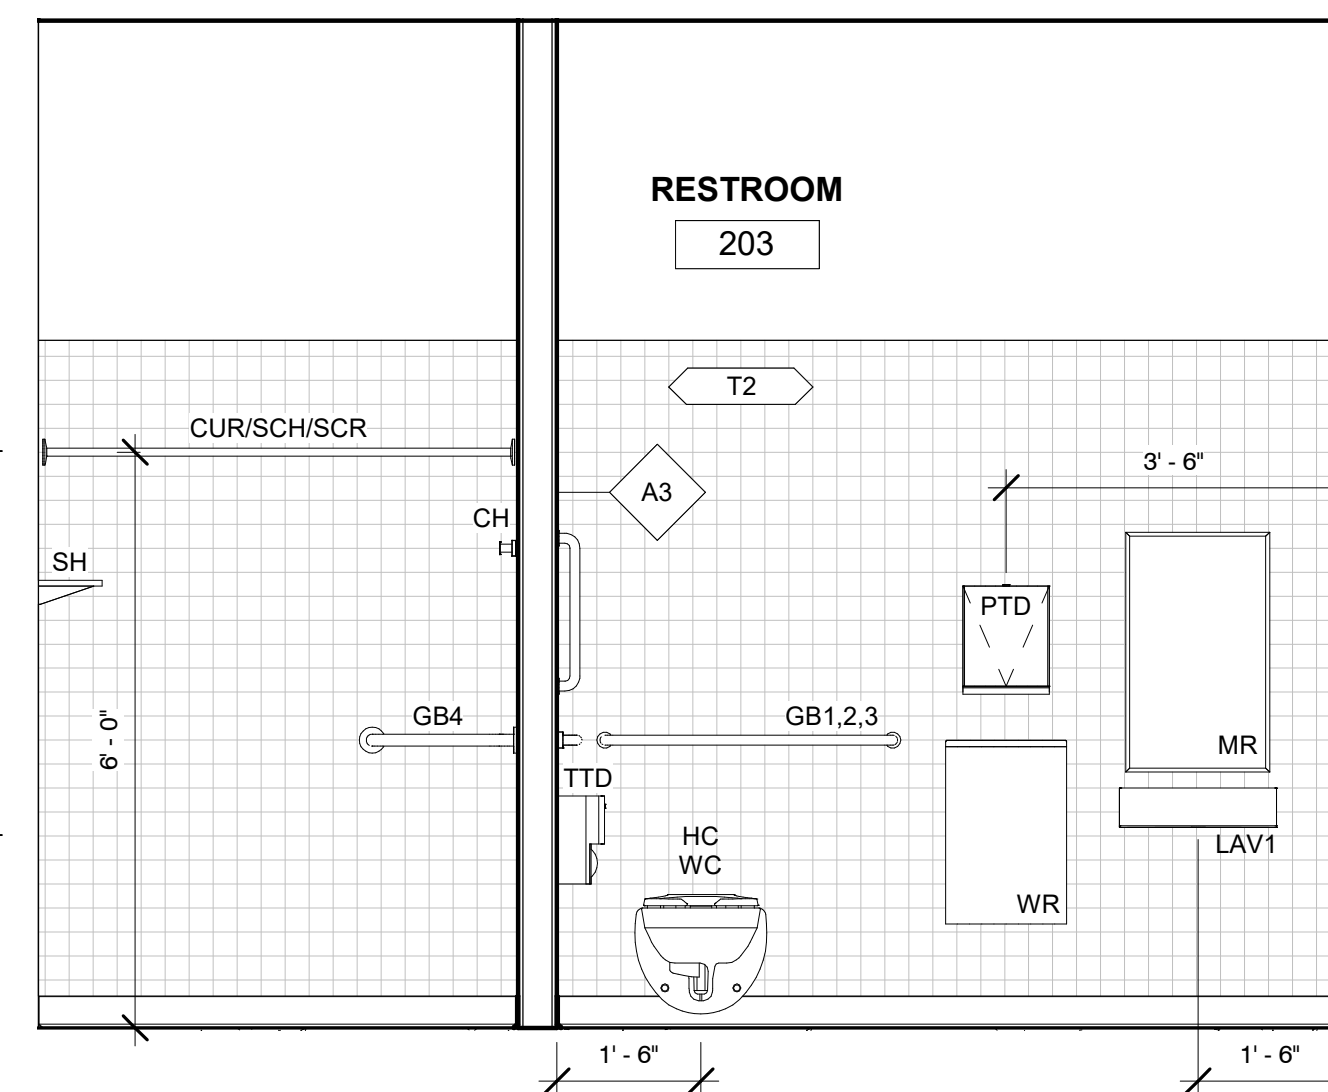 RESTROOM
203
T2
CUR/SCH/SCR
3' - 6"
A3
CH
SH
PTD
6' - 0"
GB4
GB1,2,3
MR
TTD
HC
WC
LAV1
WR
1' - 6"
1' - 6"